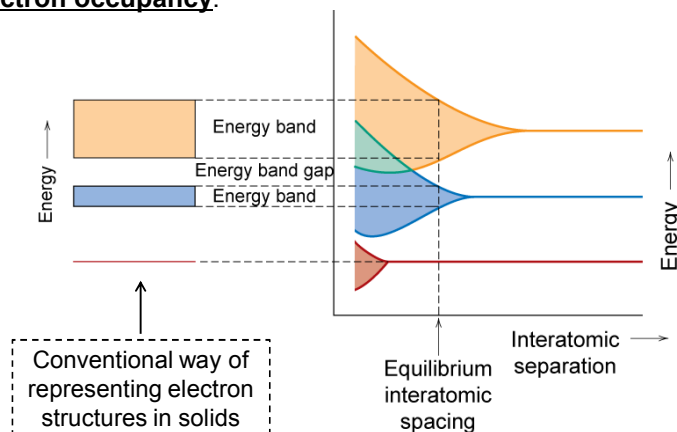 ctron occupancy.
Energy band
Energy band gap
Energy band
Energy
Energy
Interatomic
separation
Equilibrium
interatomic
spacing
Conventional way of
representing electron
structures in solids